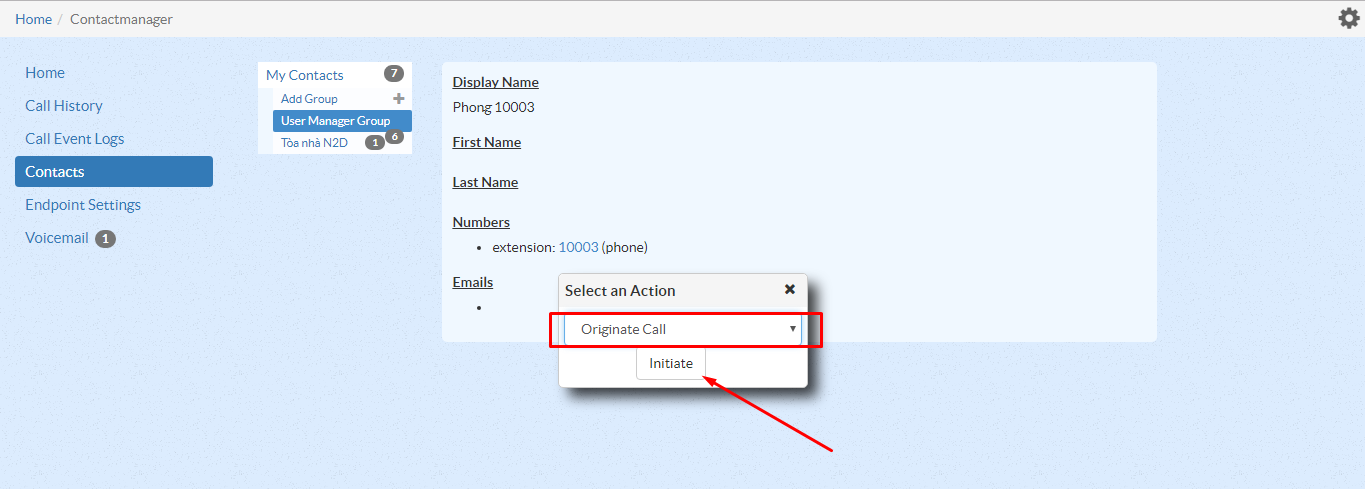 Home / Contactmanager
Home
Call History
Call Event Logs
Contacts
Endpoint Settings
Voicemail 1
My Contacts 7
Add Group
User Manager Group 6
Tòa nhà N2D 1
Display Name
Phong 10003
First Name
Last Name
Numbers
• extension: 10003 (phone)
Emails
•
Select an Action
Originate Call
Initiate